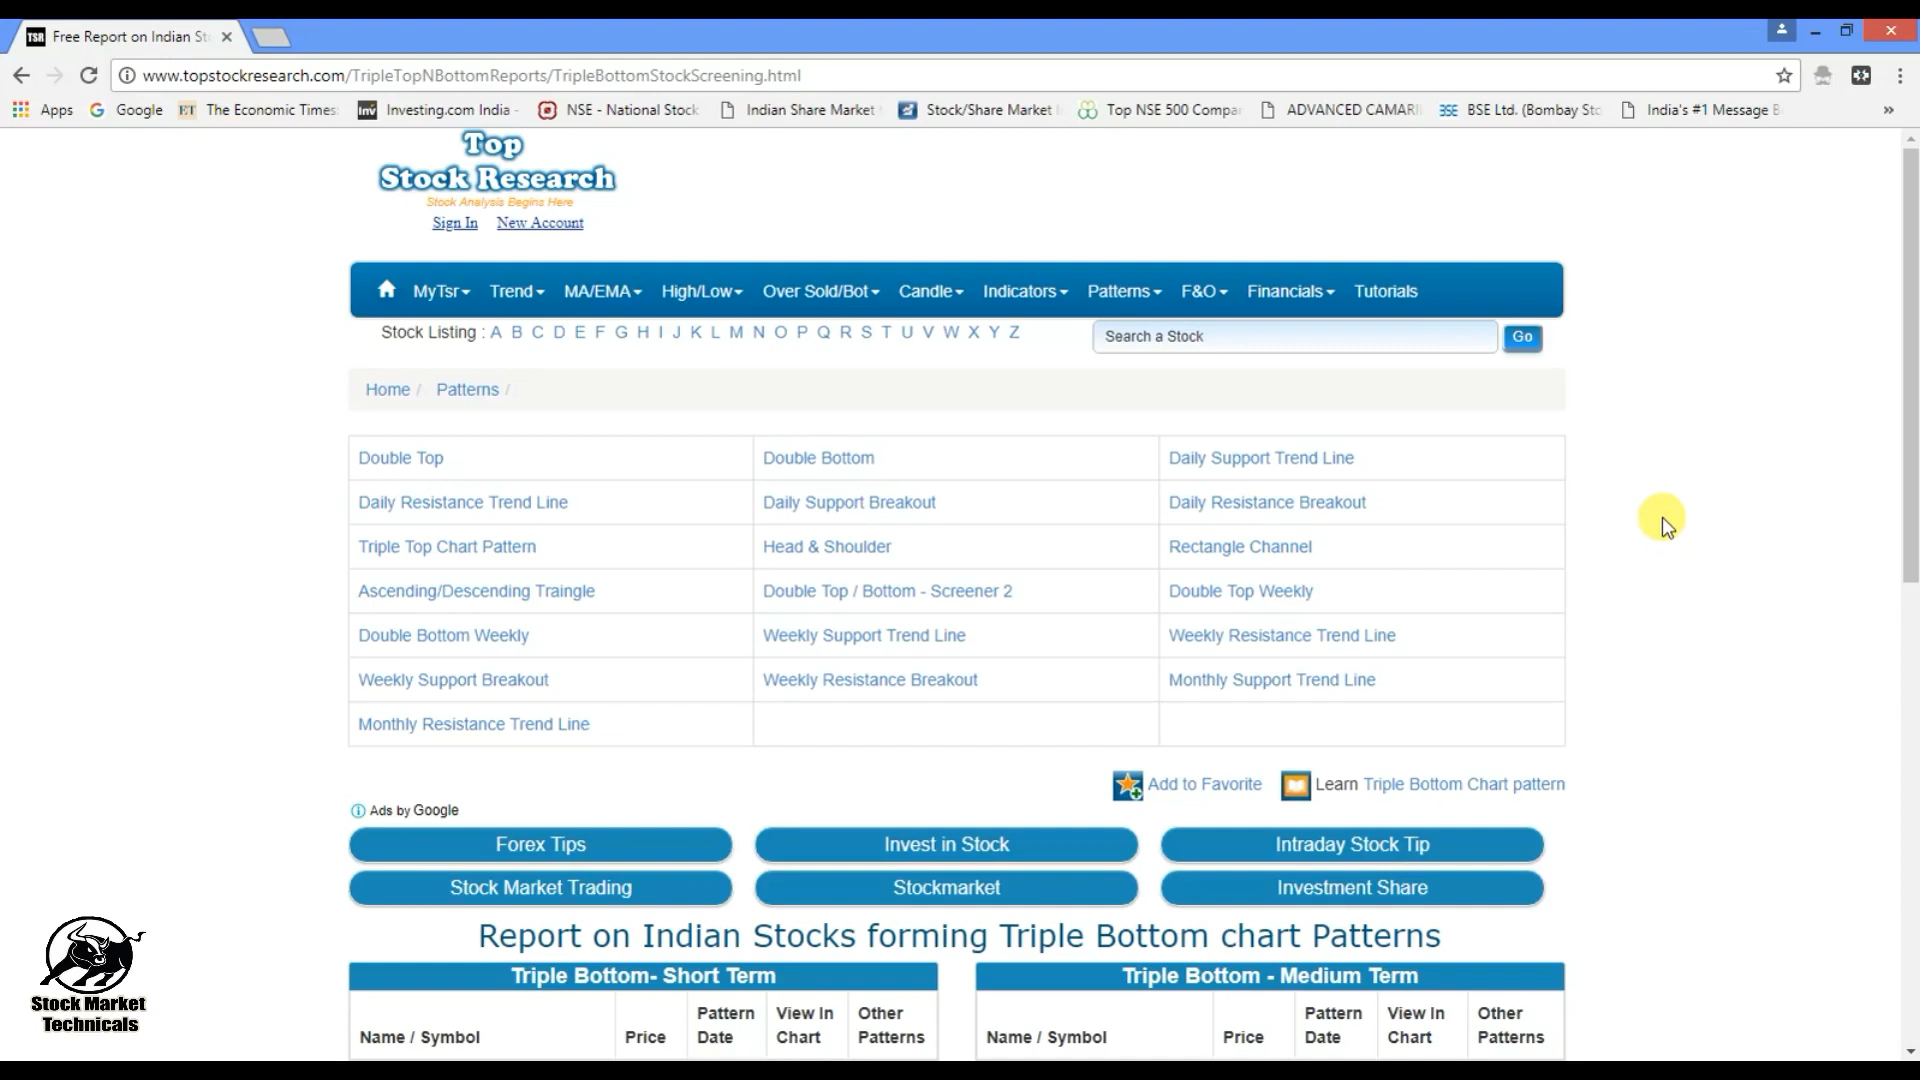 TSR Free Report on Indian St
www.topstockresearch.com/TripleTopNBottomReports/TripleBottomStockScreening.html
Apps G Google ET The Economic Times: Inv Investing.com India - NSE - National Stock Indian Share Market Stock/Share Market I Top NSE 500 Compa ADVANCED CAMARI BSE BSE Ltd. (Bombay Sto India's #1 Message B »
Top
Stock Research
Stock Analysis Begins Here
Sign In New Account
MyTsr Trend MA/EMA High/Low Over Sold/Bot Candle Indicators Patterns F&O Financials Tutorials
Stock Listing : A B C D E F G H I J K L M N O P Q R S T U V W X Y Z Search a Stock Go
Home / Patterns /
Double Top Double Bottom Daily Support Trend Line
Daily Resistance Trend Line Daily Support Breakout Daily Resistance Breakout
Triple Top Chart Pattern Head & Shoulder Rectangle Channel
Ascending/Descending Traingle Double Top / Bottom - Screener 2 Double Top Weekly
Double Bottom Weekly Weekly Support Trend Line Weekly Resistance Trend Line
Weekly Support Breakout Weekly Resistance Breakout Monthly Support Trend Line
Monthly Resistance Trend Line
Add to Favorite Learn Triple Bottom Chart pattern
Ads by Google
Forex Tips Invest in Stock Intraday Stock Tip
Stock Market Trading Stockmarket Investment Share
Report on Indian Stocks forming Triple Bottom chart Patterns
Triple Bottom- Short Term Triple Bottom - Medium Term
Name / Symbol Price Pattern Date View In Chart Other Patterns Name / Symbol Price Pattern Date View In Chart Other Patterns
Stock Market
Technicals